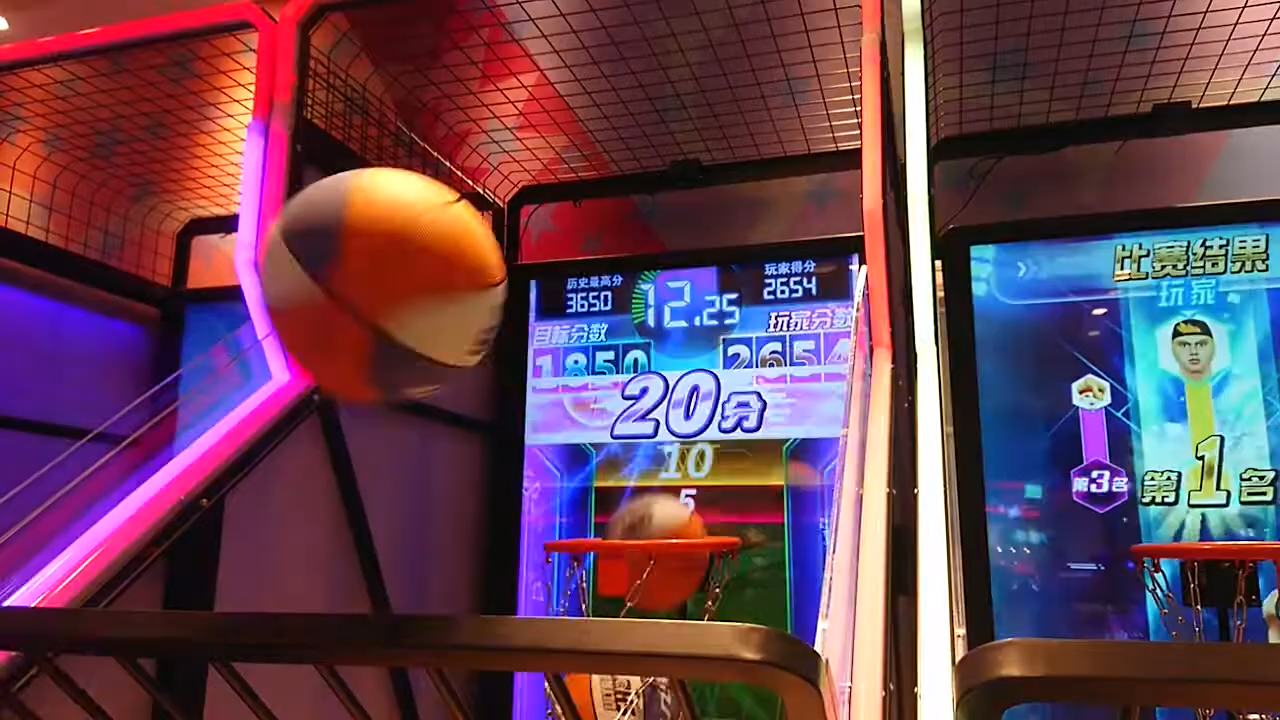 历史最高分
3650
12.25
玩家得分
2654
目标分数
1850
玩家分数
2654
20分
10
5
比赛结果
玩家
第3名
第1名